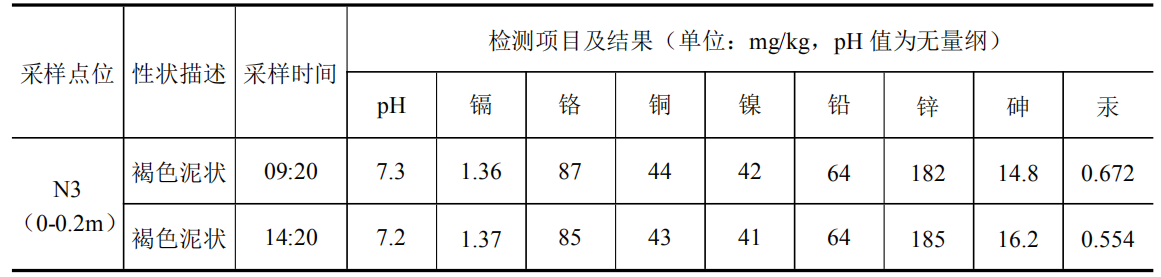 采样点位 性状描述 采样时间 检测项目及结果（单位：mg/kg，pH 值为无量纲）
pH 镉 铬 铜 镍 铅 锌 砷 汞
N3
（0-0.2m）
褐色泥状 09:20 7.3 1.36 87 44 42 64 182 14.8 0.672
褐色泥状 14:20 7.2 1.37 85 43 41 64 185 16.2 0.554